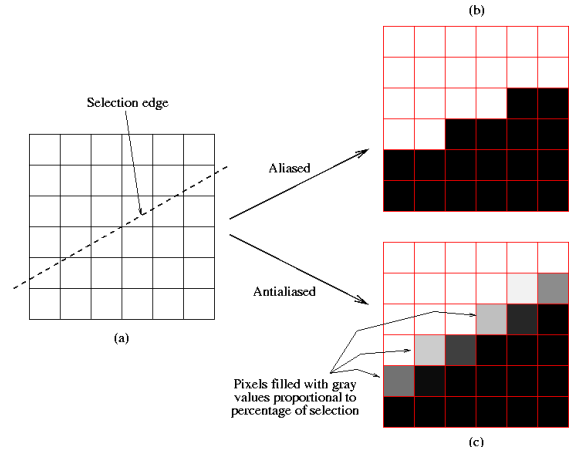 (b)
Selection edge
Aliased
Antialiased
(a)
Pixels filled with gray
values proportional to
percentage of selection
(c)